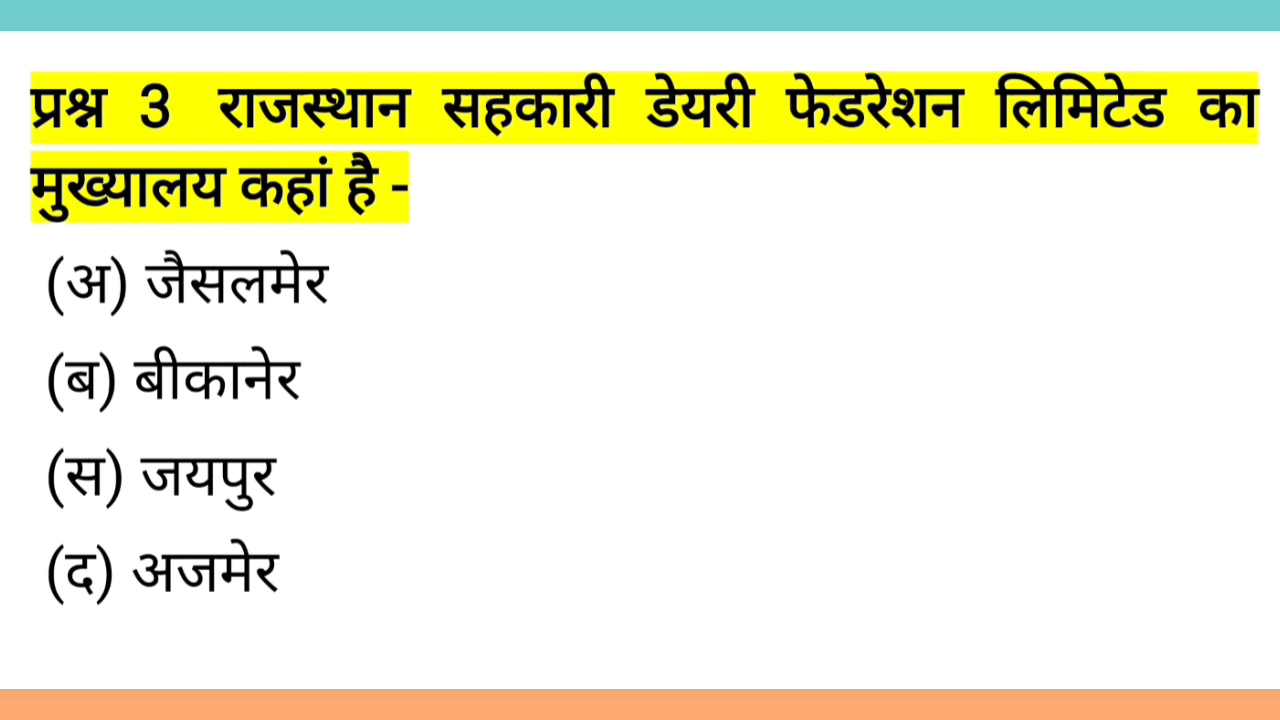 प्रश्न 3 राजस्थान सहकारी डेयरी फेडरेशन लिमिटेड का
मुख्यालय कहां है -
(अ) जैसलमेर
(ब) बीकानेर
(स) जयपुर
(द) अजमेर